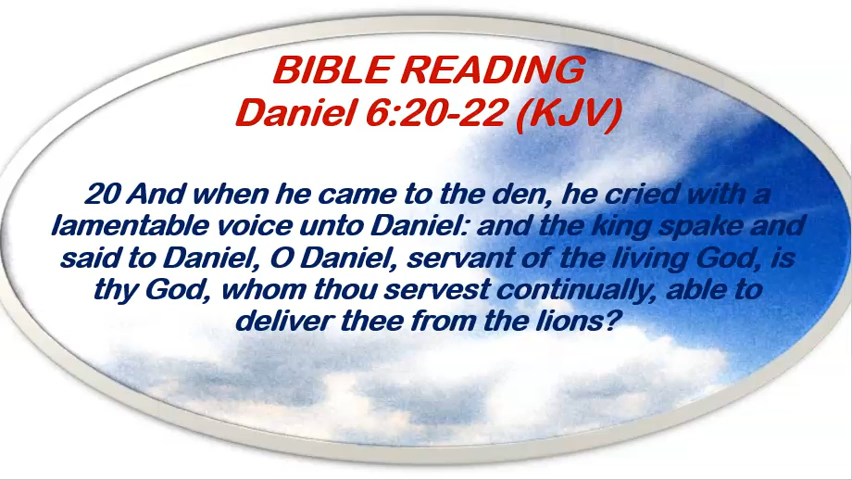 BIBLE READING
Daniel 6:20-22 (KJV)
20 And when he came to the den, he cried with a
lamentable voice unto Daniel: and the king spake and
said to Daniel, O Daniel, servant of the living God, is
thy God, whom thou servest continually, able to
deliver thee from the lions?